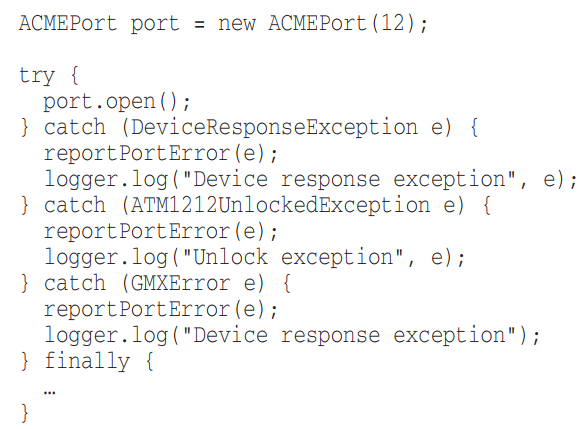 ACMEPort port = new ACMEPort(12);

try {
  port.open();
} catch (DeviceResponseException e) {
  reportPortError(e);
  logger.log("Device response exception", e);
} catch (ATM1212UnlockedException e) {
  reportPortError(e);
  logger.log("Unlock exception", e);
} catch (GMXError e) {
  reportPortError(e);
  logger.log("Device response exception");
} finally {
  …
}